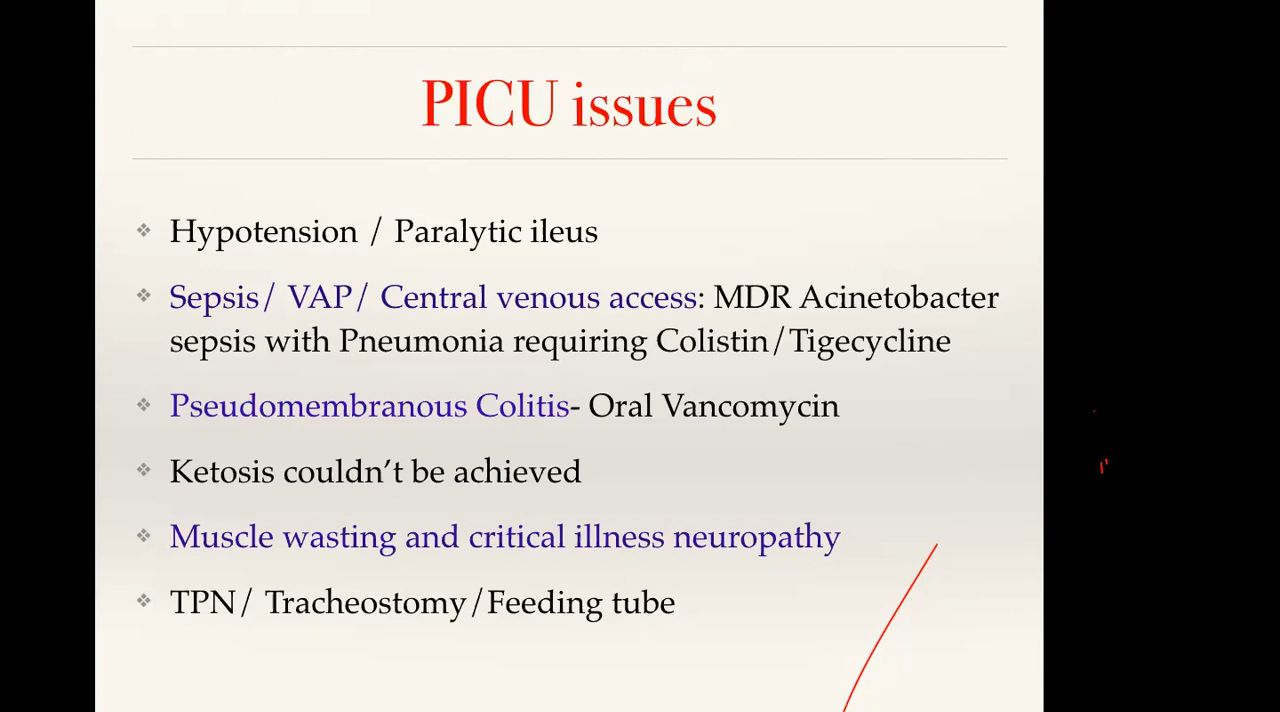 PICU issues
Hypotension / Paralytic ileus
Sepsis/ VAP/ Central venous access: MDR Acinetobacter
sepsis with Pneumonia requiring Colistin/Tigecycline
Pseudomembranous Colitis- Oral Vancomycin
Ketosis couldn’t be achieved
Muscle wasting and critical illness neuropathy
TPN/ Tracheostomy/Feeding tube